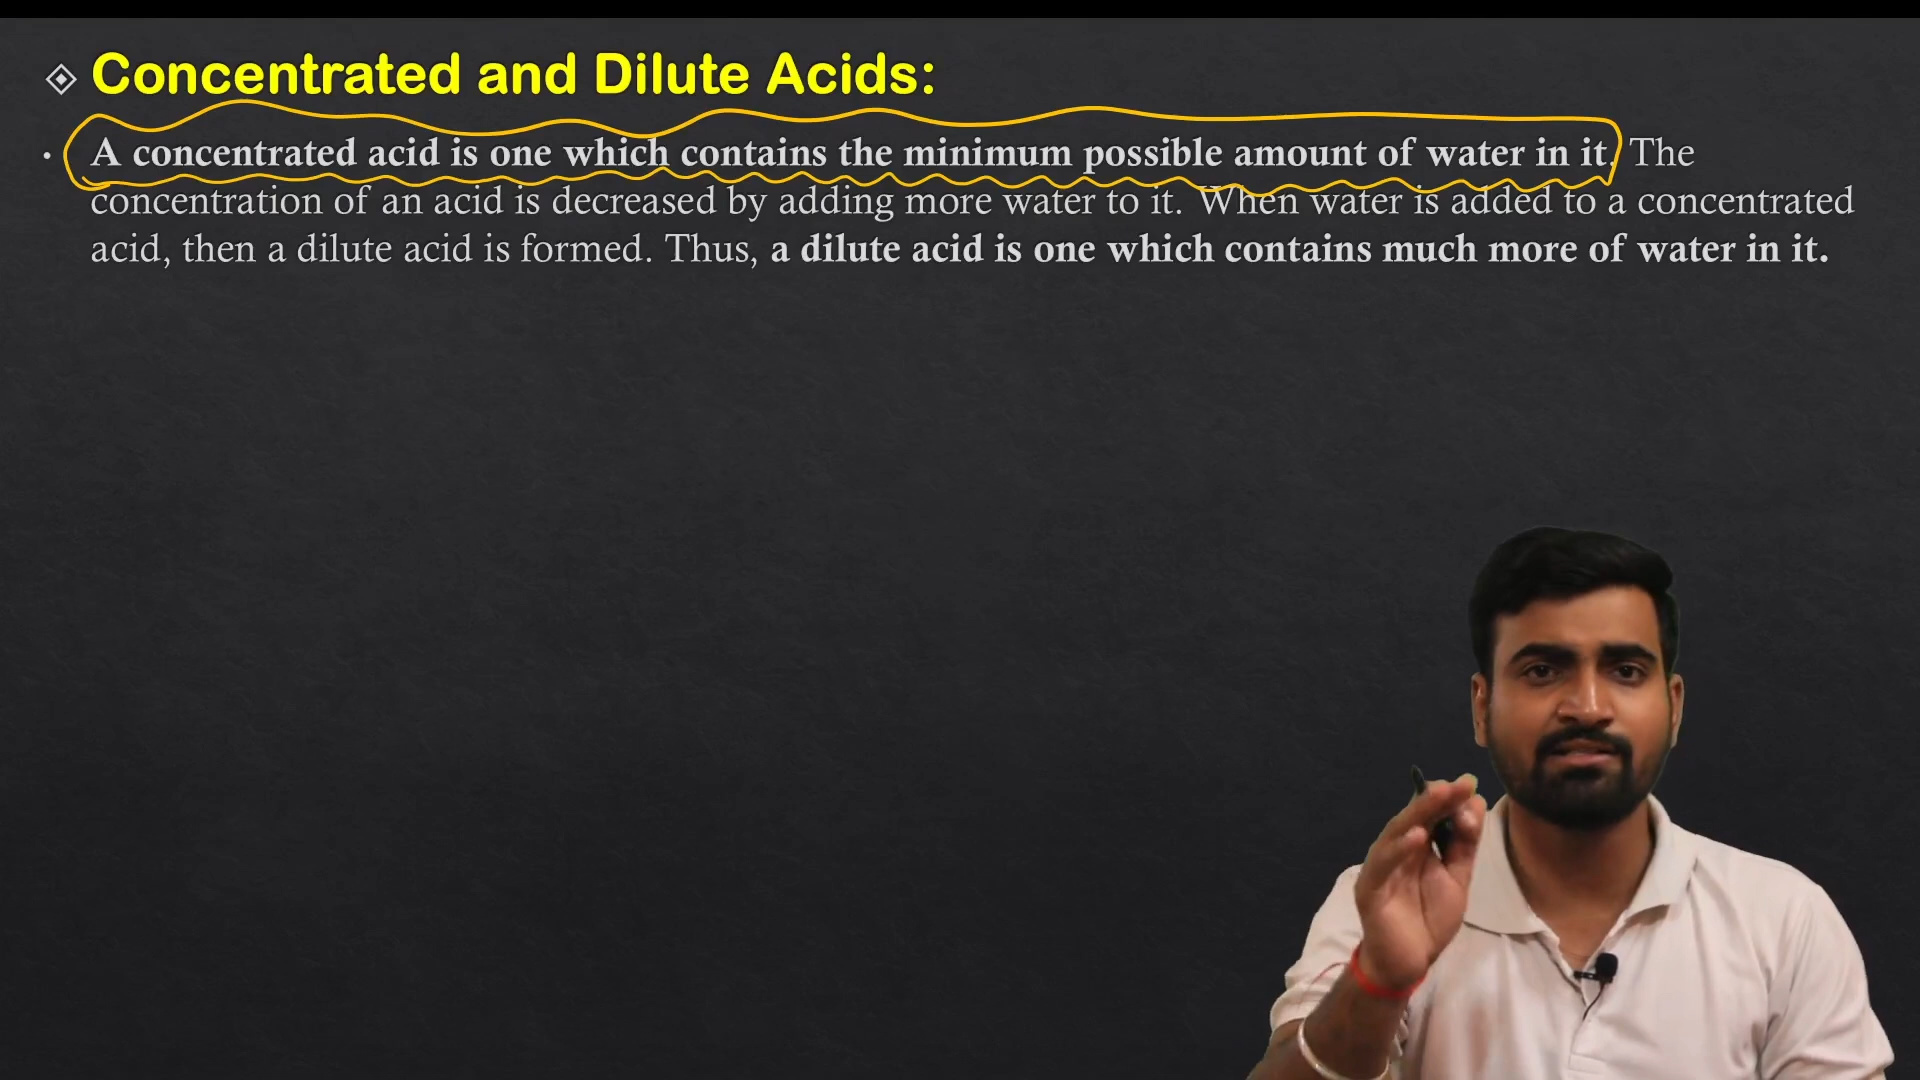 Concentrated and Dilute Acids:
A concentrated acid is one which contains the minimum possible amount of water in it. The
concentration of an acid is decreased by adding more water to it. When water is added to a concentrated
acid, then a dilute acid is formed. Thus, a dilute acid is one which contains much more of water in it.